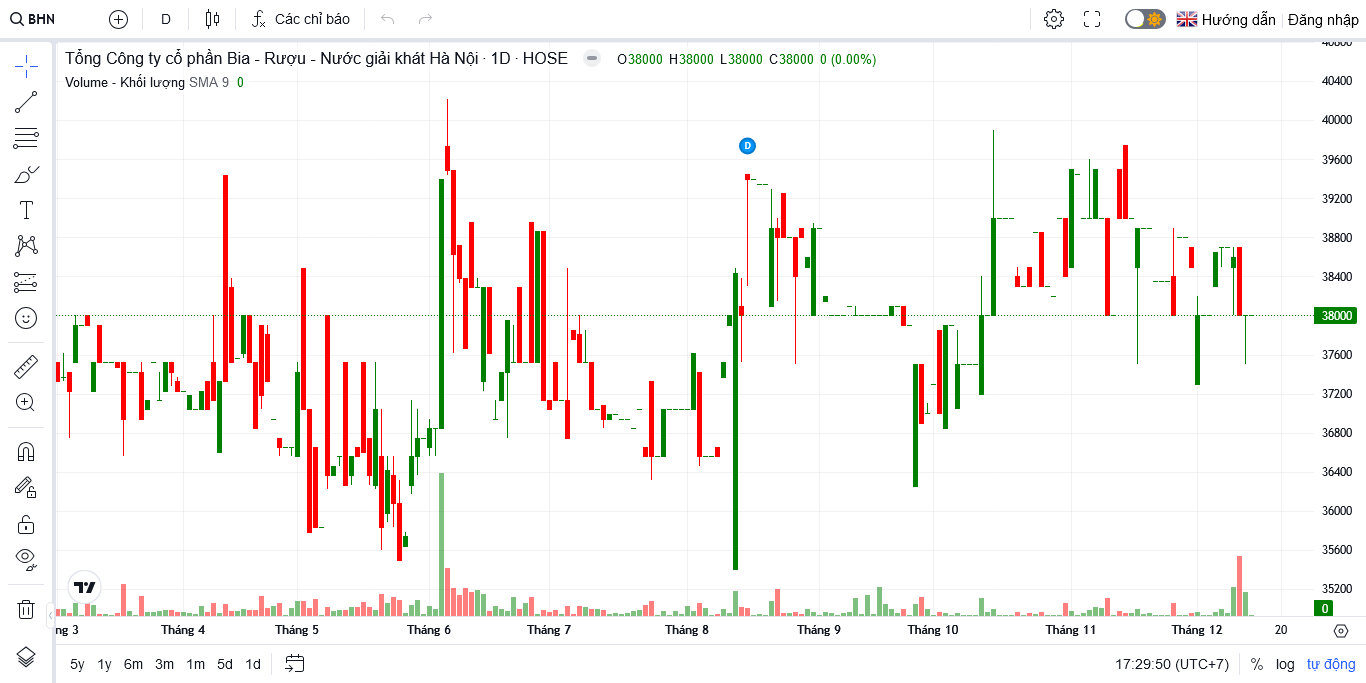 BHN D Các chỉ báo Hướng dẫn Đăng nhập
Tổng Công ty cổ phần Bia - Rượu - Nước giải khát Hà Nội · 1D · HOSE O38000 H38000 L38000 C38000 0 (0.00%)
Volume - Khối lượng SMA 9 0
40800
40400
40000
D
39600
39200
38800
38400
38000
37600
37200
36800
36400
36000
35600
35200
0
ng 3 Tháng 4 Tháng 5 Tháng 6 Tháng 7 Tháng 8 Tháng 9 Tháng 10 Tháng 11 Tháng 12 20
5y 1y 6m 3m 1m 5d 1d 17:29:50 (UTC+7) % log tự động